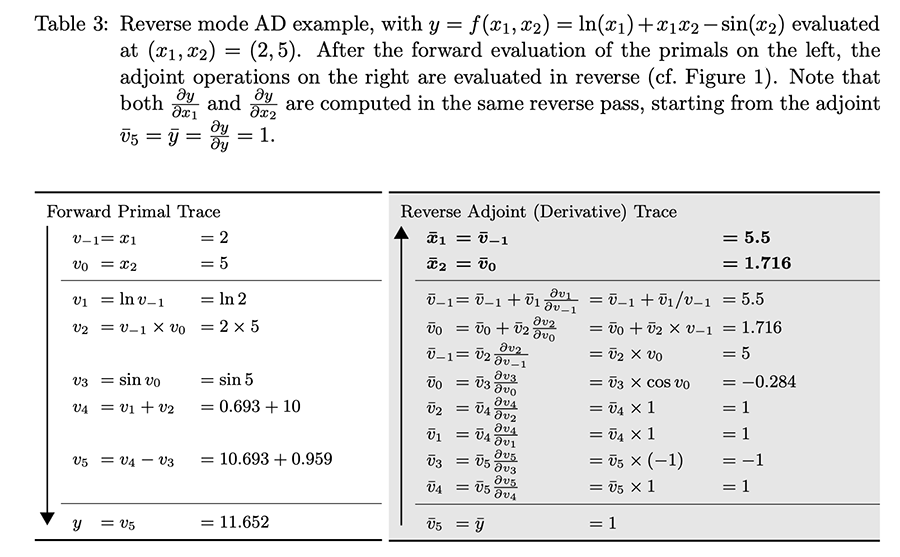 Table 3: Reverse mode AD example, with y = f(x₁, x₂) = ln(x₁) + x₁x₂ − sin(x₂) evaluated
at (x₁, x₂) = (2, 5). After the forward evaluation of the primals on the left, the
adjoint operations on the right are evaluated in reverse (cf. Figure 1). Note that
both ∂y/∂x₁ and ∂y/∂x₂ are computed in the same reverse pass, starting from the adjoint
v̄₅ = ȳ = ∂y/∂y = 1.
Forward Primal Trace
v₋₁ = x₁ = 2
v₀ = x₂ = 5
v₁ = ln v₋₁ = ln 2
v₂ = v₋₁ × v₀ = 2 × 5
v₃ = sin v₀ = sin 5
v₄ = v₁ + v₂ = 0.693 + 10
v₅ = v₄ − v₃ = 10.693 + 0.959
y = v₅ = 11.652
Reverse Adjoint (Derivative) Trace
x̄₁ = v̄₋₁ = 5.5
x̄₂ = v̄₀ = 1.716
v̄₋₁ = v̄₋₁ + v̄₁ ∂v₁/∂v₋₁ = v̄₋₁ + v̄₁/v₋₁ = 5.5
v̄₀ = v̄₀ + v̄₂ ∂v₂/∂v₀ = v̄₀ + v̄₂ × v₋₁ = 1.716
v̄₋₁ = v̄₂ ∂v₂/∂v₋₁ = v̄₂ × v₀ = 5
v̄₀ = v̄₃ ∂v₃/∂v₀ = v̄₃ × cos v₀ = −0.284
v̄₂ = v̄₄ ∂v₄/∂v₂ = v̄₄ × 1 = 1
v̄₁ = v̄₄ ∂v₄/∂v₁ = v̄₄ × 1 = 1
v̄₃ = v̄₅ ∂v₅/∂v₃ = v̄₅ × (−1) = −1
v̄₄ = v̄₅ ∂v₅/∂v₄ = v̄₅ × 1 = 1
v̄₅ = ȳ = 1